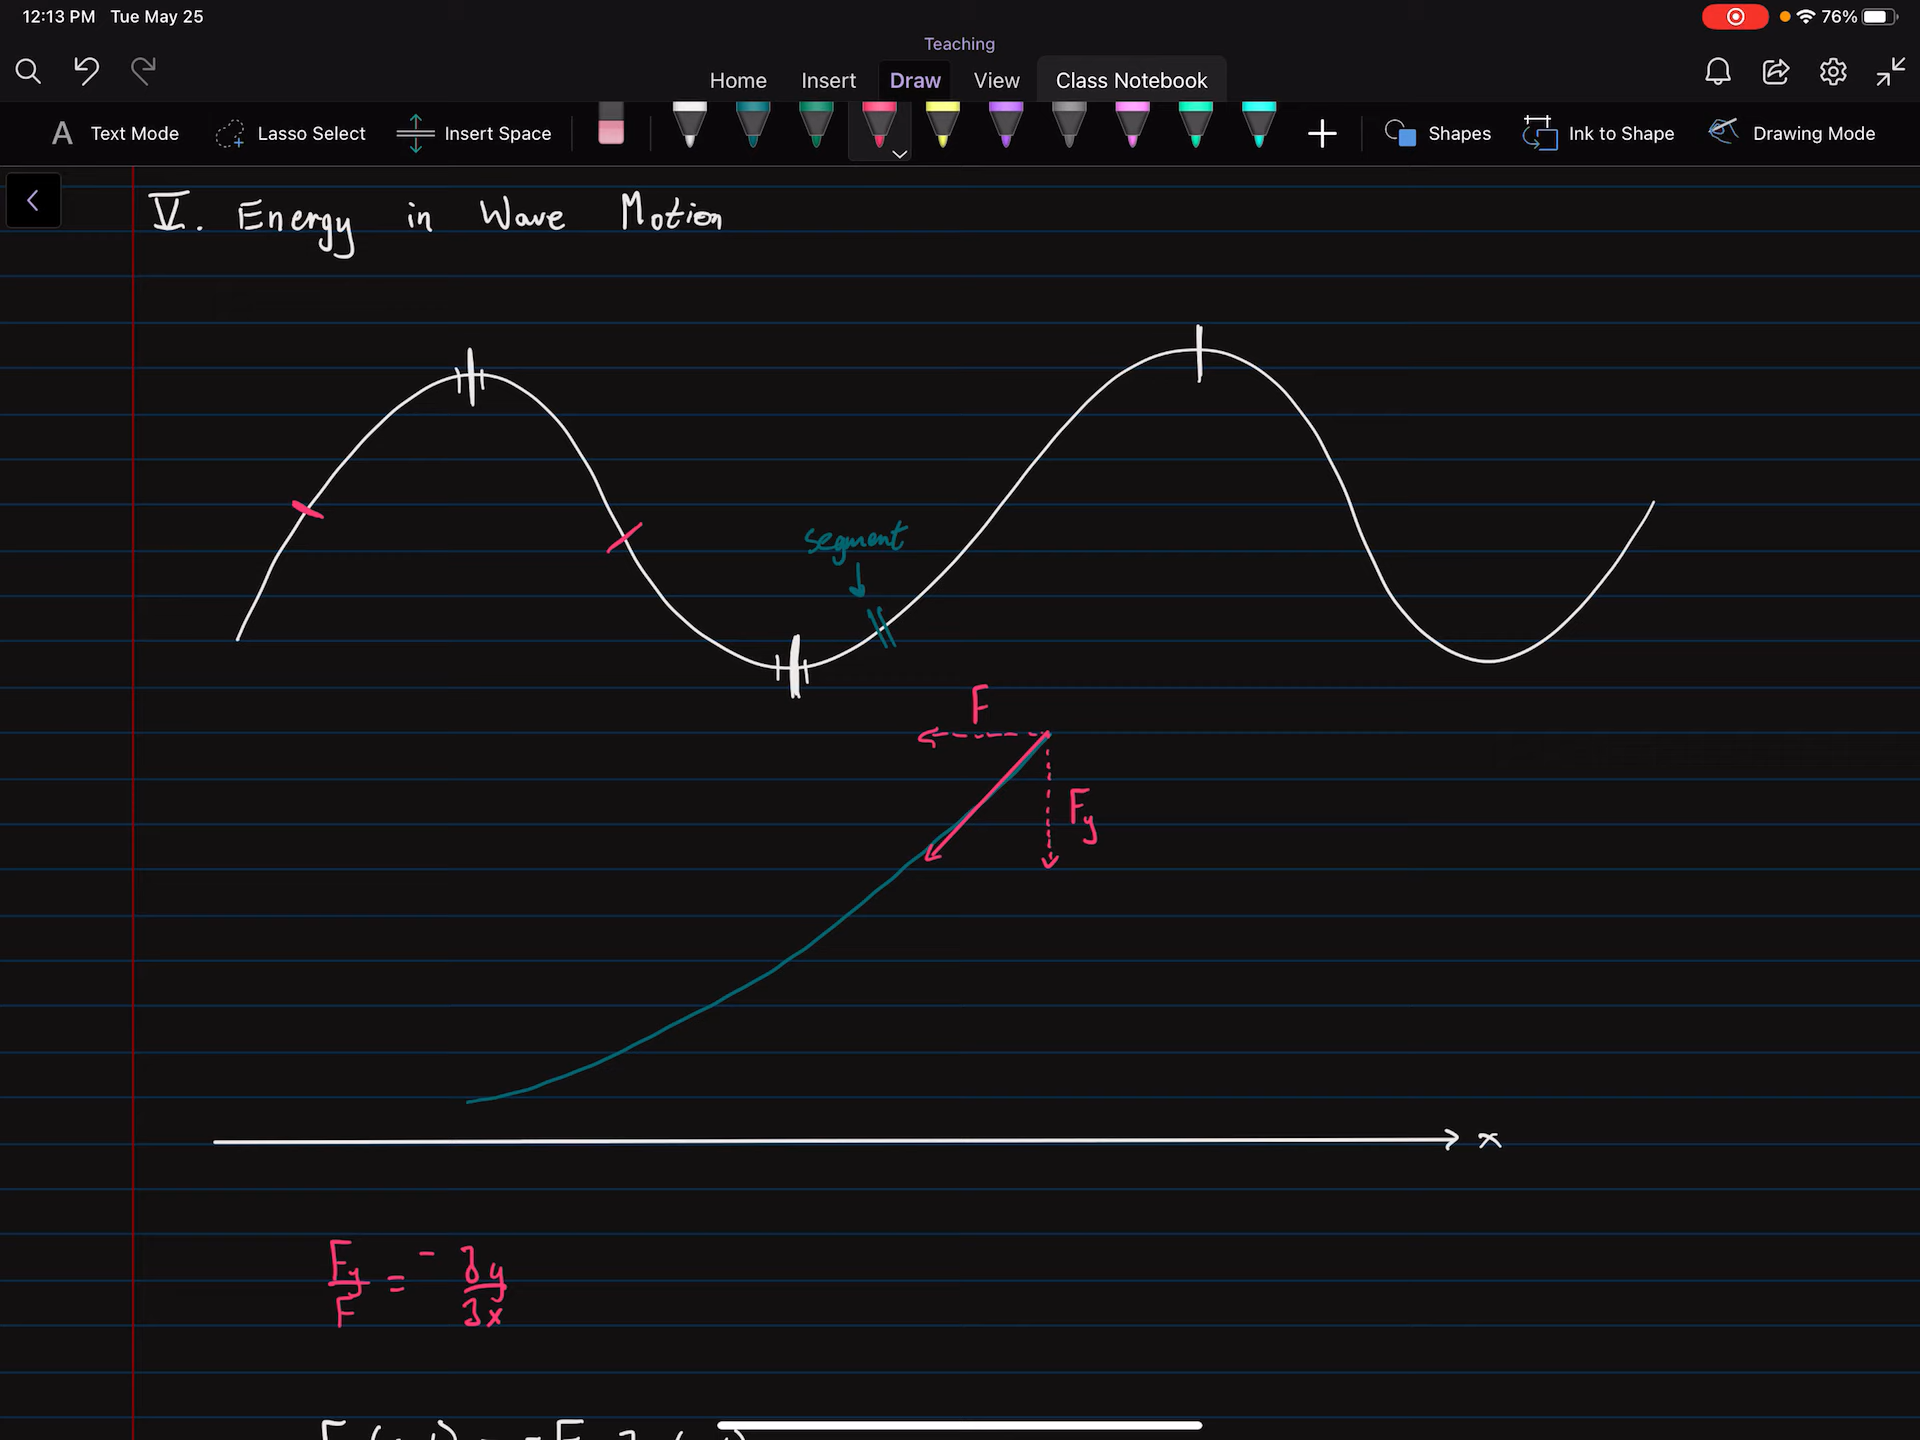 12:13 PM Tue May 25
76%
Teaching
Home Insert Draw View Class Notebook
Text Mode Lasso Select Insert Space Shapes Ink to Shape Drawing Mode
V. Energy in Wave Motion
segment
F
Fy
x
Fy/F = - ∂y/∂x